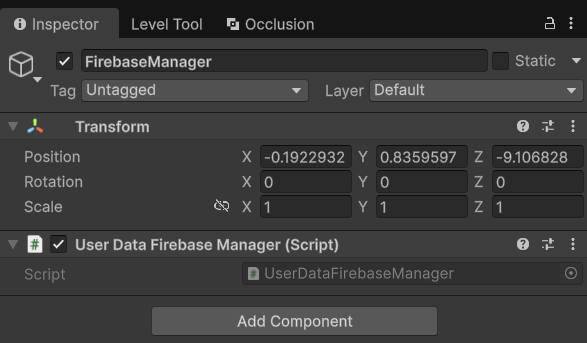 Inspector Level Tool Occlusion
FirebaseManager Static
Tag Untagged Layer Default
Transform
Position X -0.1922932 Y 0.8359597 Z -9.106828
Rotation X 0 Y 0 Z 0
Scale X 1 Y 1 Z 1
# User Data Firebase Manager (Script)
Script # UserDataFirebaseManager
Add Component